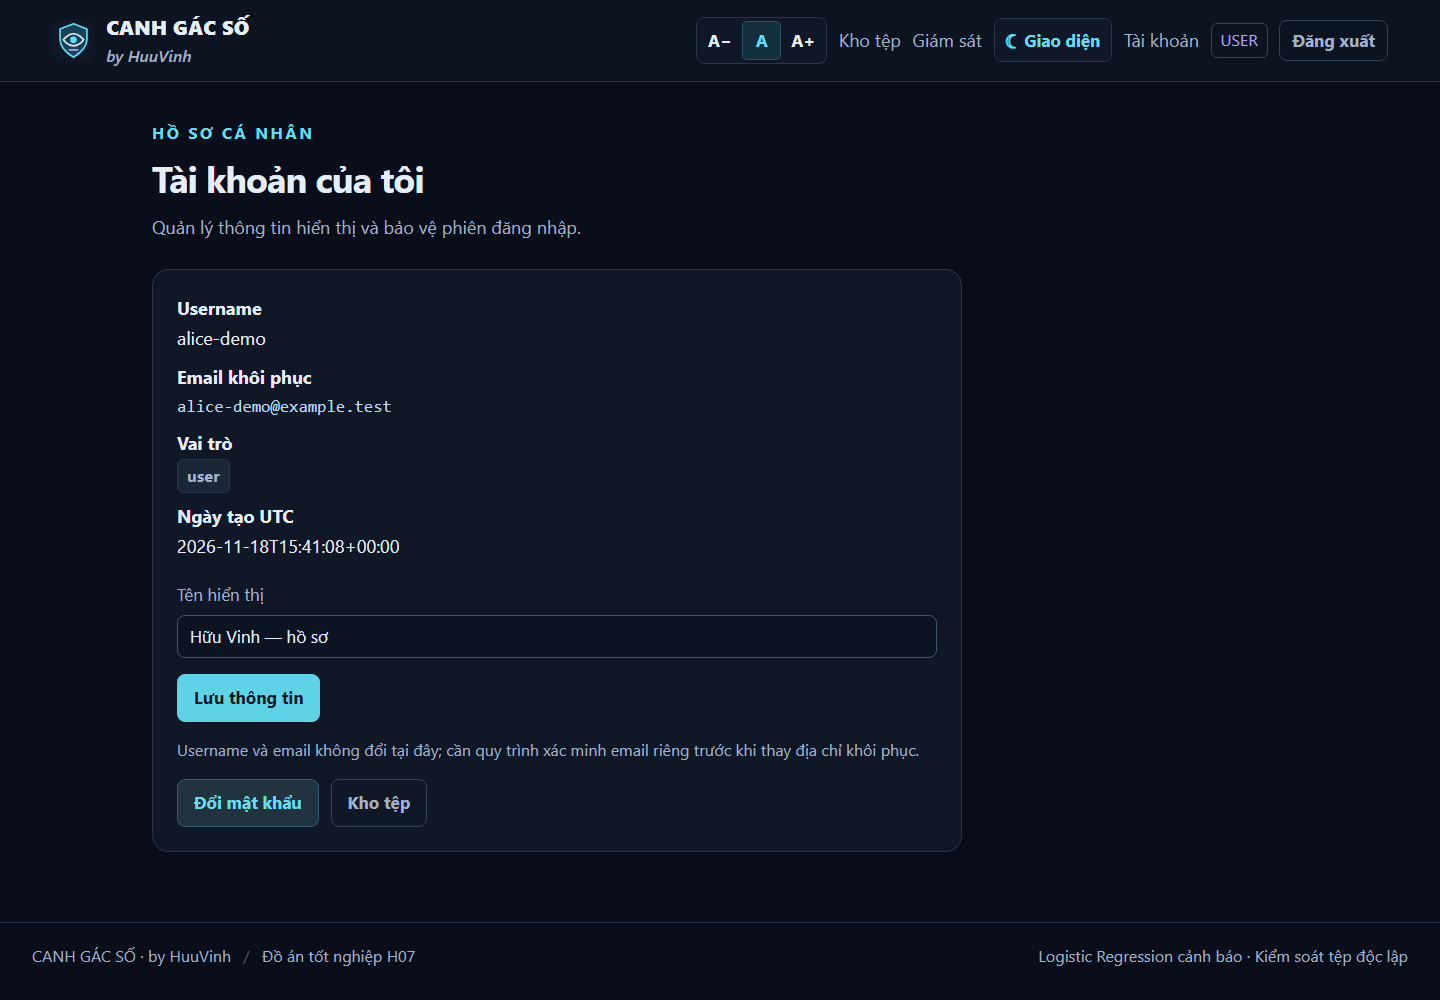 CANH GÁC SỐ
by HuuVinh
A− A A+ Kho tệp Giám sát Giao diện Tài khoản USER Đăng xuất
HỒ SƠ CÁ NHÂN
Tài khoản của tôi
Quản lý thông tin hiển thị và bảo vệ phiên đăng nhập.
Username
alice-demo
Email khôi phục
alice-demo@example.test
Vai trò
user
Ngày tạo UTC
2026-11-18T15:41:08+00:00
Tên hiển thị
Hữu Vinh — hồ sơ
Lưu thông tin
Username và email không đổi tại đây; cần quy trình xác minh email riêng trước khi thay địa chỉ khôi phục.
Đổi mật khẩu Kho tệp
CANH GÁC SỐ · by HuuVinh / Đồ án tốt nghiệp H07
Logistic Regression cảnh báo · Kiểm soát tệp độc lập